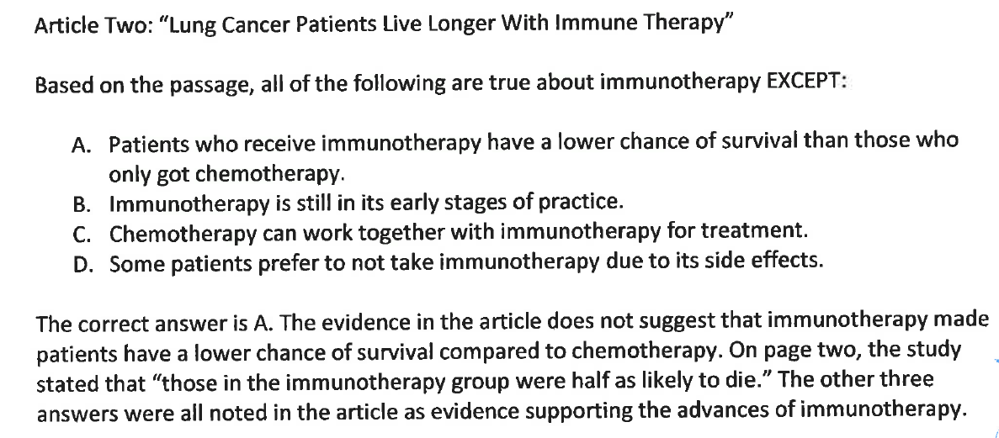 Article Two: “Lung Cancer Patients Live Longer With Immune Therapy”
Based on the passage, all of the following are true about immunotherapy EXCEPT:
A. Patients who receive immunotherapy have a lower chance of survival than those who
only got chemotherapy.
B. Immunotherapy is still in its early stages of practice.
C. Chemotherapy can work together with immunotherapy for treatment.
D. Some patients prefer to not take immunotherapy due to its side effects.
The correct answer is A. The evidence in the article does not suggest that immunotherapy made
patients have a lower chance of survival compared to chemotherapy. On page two, the study
stated that “those in the immunotherapy group were half as likely to die.” The other three
answers were all noted in the article as evidence supporting the advances of immunotherapy.